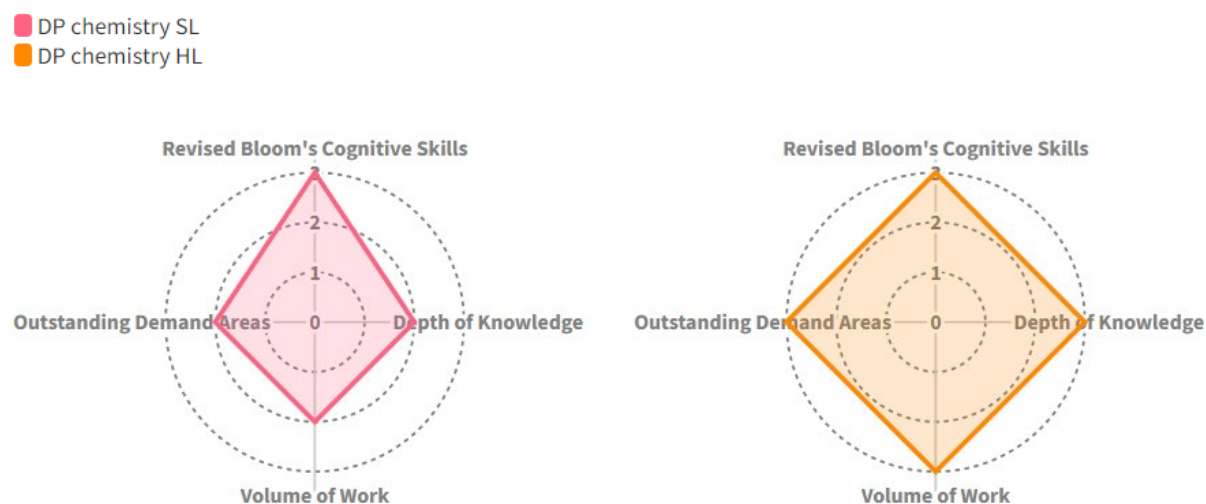 DP chemistry SL
DP chemistry HL
Revised Bloom's Cognitive Skills
3
2
1
Outstanding Demand Areas
0
Depth of Knowledge
Volume of Work
Revised Bloom's Cognitive Skills
3
2
1
Outstanding Demand Areas
0
Depth of Knowledge
Volume of Work